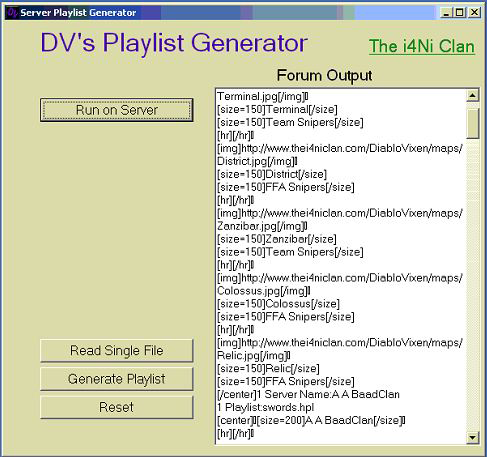 Server Playlist Generator
DV's Playlist Generator
The i4Ni Clan
Forum Output
Run on Server
Terminal.jpg[/img]
[size=150]Terminal[/size]
[size=150]Team Snipers[/size]
[hr][/hr]
[img]http://www.thei4niclan.com/DiabloVixen/maps/
District.jpg[/img]
[size=150]District[/size]
[size=150]FFA Snipers[/size]
[hr][/hr]
[img]http://www.thei4niclan.com/DiabloVixen/maps/
Zanzibar.jpg[/img]
[size=150]Zanzibar[/size]
[size=150]Team Snipers[/size]
[hr][/hr]
[img]http://www.thei4niclan.com/DiabloVixen/maps/
Colossus.jpg[/img]
[size=150]Colossus[/size]
[size=150]FFA Snipers[/size]
[hr][/hr]
[img]http://www.thei4niclan.com/DiabloVixen/maps/
Relic.jpg[/img]
[size=150]Relic[/size]
[size=150]FFA Snipers[/size]
[/center]1 Server Name:A A BaadClan
1 Playlist:swords.hpl
[center][size=200]A A BaadClan[/size]
[hr][/hr]
Read Single File
Generate Playlist
Reset